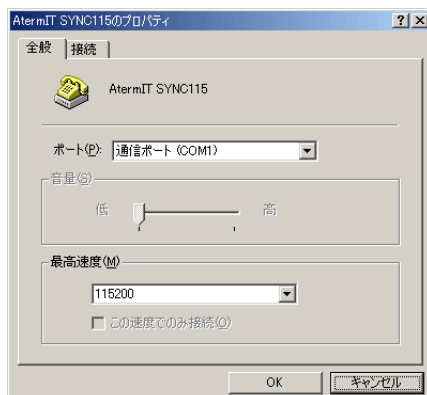 AtermIT SYNC115のプロパティ
全般 接続
AtermIT SYNC115
ポート(P): 通信ポート (COM1)
音量(S)
低 高
最高速度(M)
115200
この速度でのみ接続(O)
OK キャンセル